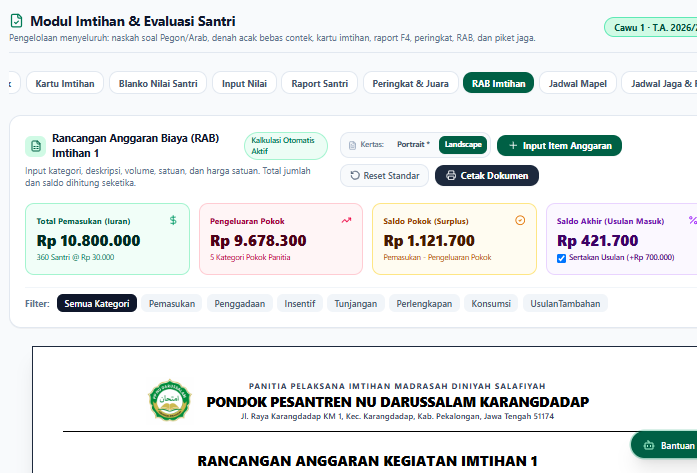 Modul Imtihan & Evaluasi Santri
Pengelolaan menyeluruh: naskah soal Pegon/Arab, denah acak bebas contek, kartu imtihan, raport F4, peringkat, RAB, dan piket jaga.
Cawu 1 · T.A. 2026/
Kartu Imtihan
Blanko Nilai Santri
Input Nilai
Raport Santri
Peringkat & Juara
RAB Imtihan
Jadwal Mapel
Jadwal Jaga &
Rancangan Anggaran Biaya (RAB)
Imtihan 1
Kalkulasi Otomatis
Aktif
Input kategori, deskripsi, volume, satuan, dan harga satuan. Total jumlah
dan saldo dihitung seketika.
Kertas:
Portrait *
Landscape
+ Input Item Anggaran
Reset Standar
Cetak Dokumen
Total Pemasukan (Iuran)
$
Rp 10.800.000
360 Santri @ Rp 30.000
Pengeluaran Pokok
Rp 9.678.300
5 Kategori Pokok Panitia
Saldo Pokok (Surplus)
Rp 1.121.700
Pemasukan - Pengeluaran Pokok
Saldo Akhir (Usulan Masuk)
%
Rp 421.700
Sertakan Usulan (+Rp 700.000)
Filter:
Semua Kategori
Pemasukan
Penggadaan
Insentif
Tunjangan
Perlengkapan
Konsumsi
UsulanTambahan
امتحان
PANITIA PELAKSANA IMTIHAN MADRASAH DINIYAH SALAFIYAH
PONDOK PESANTREN NU DARUSSALAM KARANGDADAP
Jl. Raya Karangdadap KM 1, Kec. Karangdadap, Kab. Pekalongan, Jawa Tengah 51174
Bantuan
RANCANGAN ANGGARAN KEGIATAN IMTIHAN 1